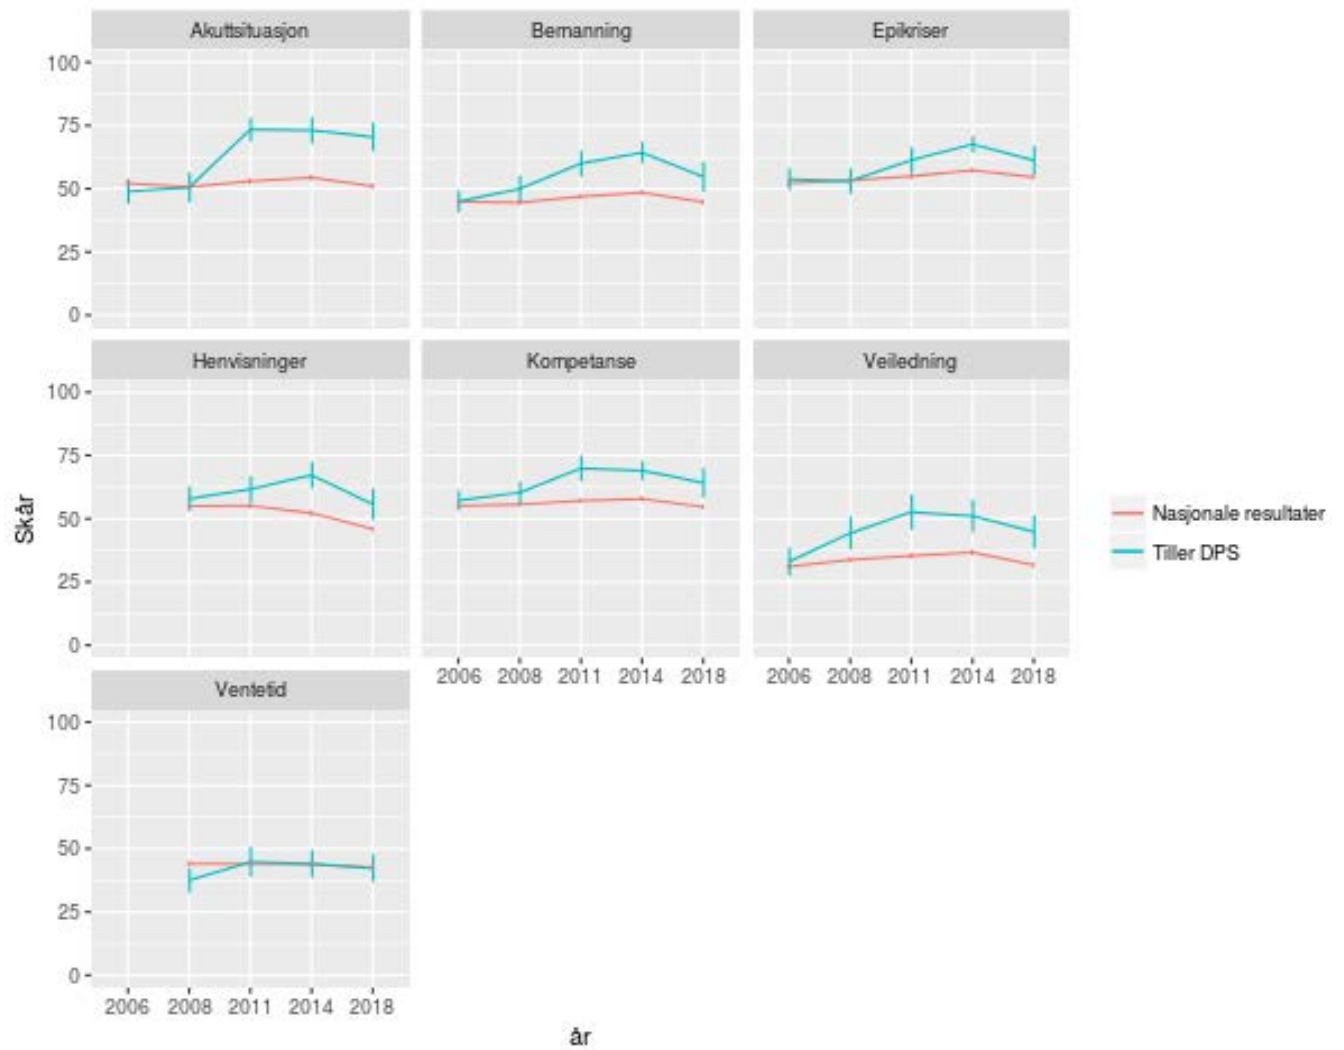 Akuttsituasjon Bemanning Epikriser
100
75
50
25
0
Henvisninger Kompetanse Veiledning
100
75
50
25
0
Skår
Nasjonale resultater
Tiller DPS
2006 2008 2011 2014 2018 2006 2008 2011 2014 2018
Ventetid
100
75
50
25
0
2006 2008 2011 2014 2018
år